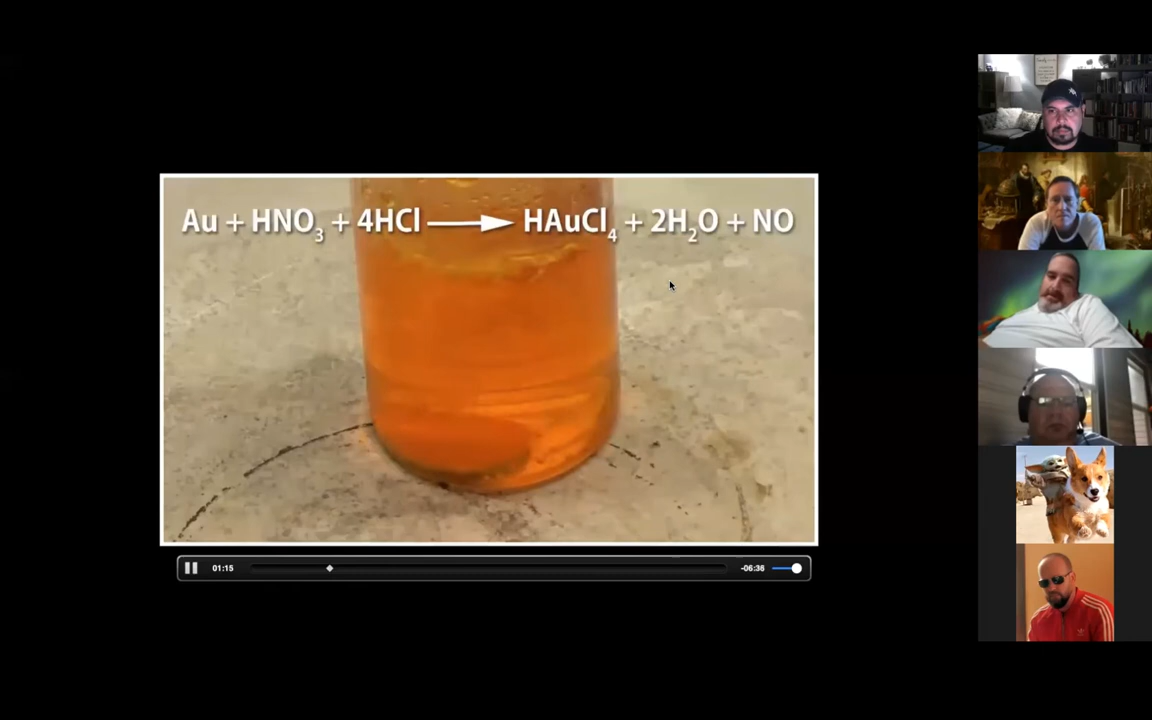 Au + HNO3 + 4HCl ⟶ HAuCl4 + 2H2O + NO
01:15
-06:36